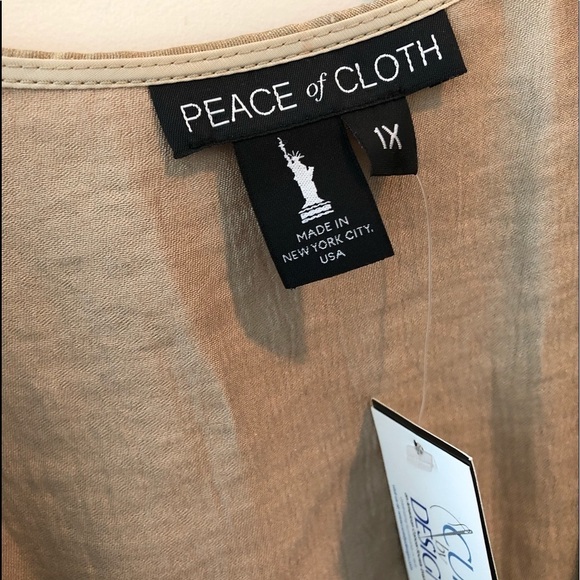 PEACE of CLOTH
1X
MADE IN
NEW YORK CITY,
USA